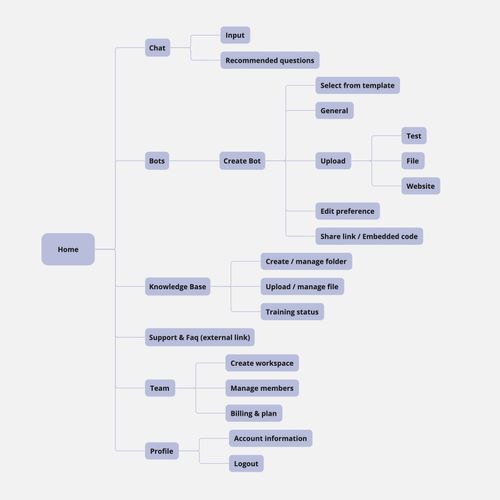 Home
Chat
Input
Recommended questions
Bots
Create Bot
Select from template
General
Upload
Test
File
Website
Edit preference
Share link / Embedded code
Knowledge Base
Create / manage folder
Upload / manage file
Training status
Support & Faq (external link)
Team
Create workspace
Manage members
Billing & plan
Profile
Account information
Logout